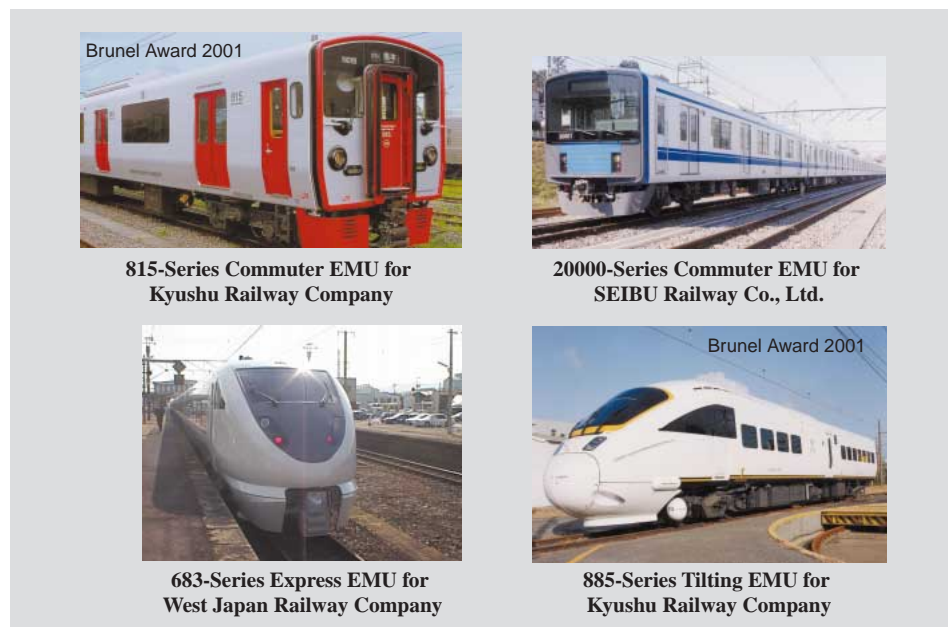 Brunel Award 2001
815
815-Series Commuter EMU for
Kyushu Railway Company
20000-Series Commuter EMU for
SEIBU Railway Co., Ltd.
683-Series Express EMU for
West Japan Railway Company
Brunel Award 2001
885-Series Tilting EMU for
Kyushu Railway Company